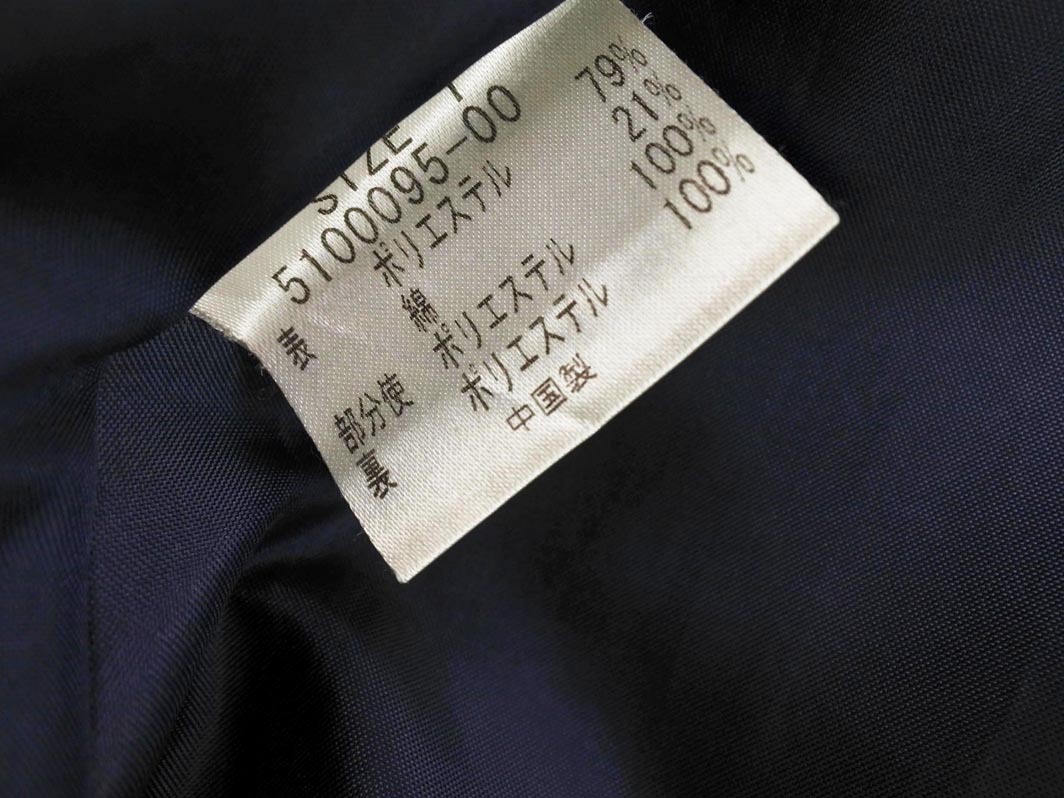 SIZE 1
5100095-00
表 ポリエステル 79%
綿 21%
部分使 ポリエステル 100%
裏 ポリエステル 100%
中国製